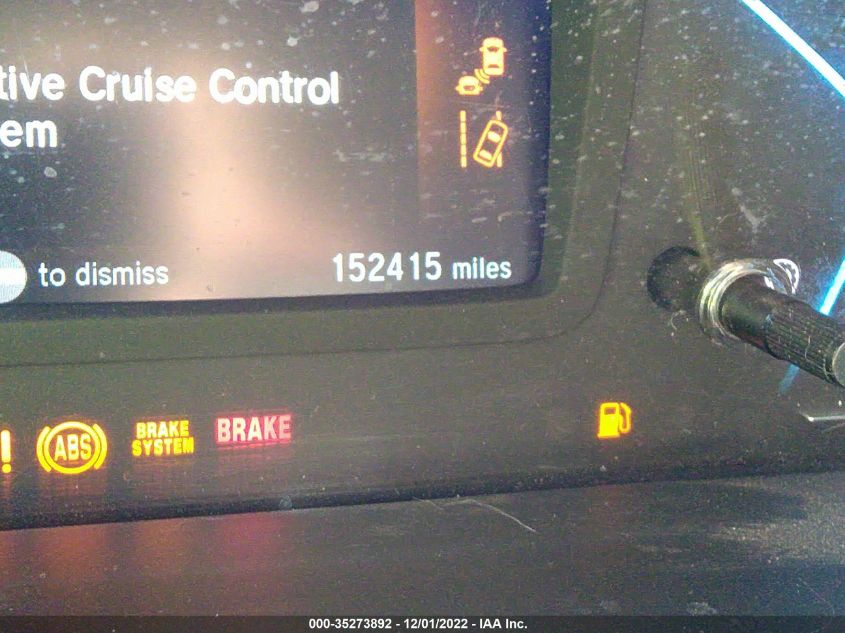 tive Cruise Control
em
to dismiss
152415 miles
! ABS BRAKE SYSTEM BRAKE
000-35273892 - 12/01/2022 - IAA Inc.